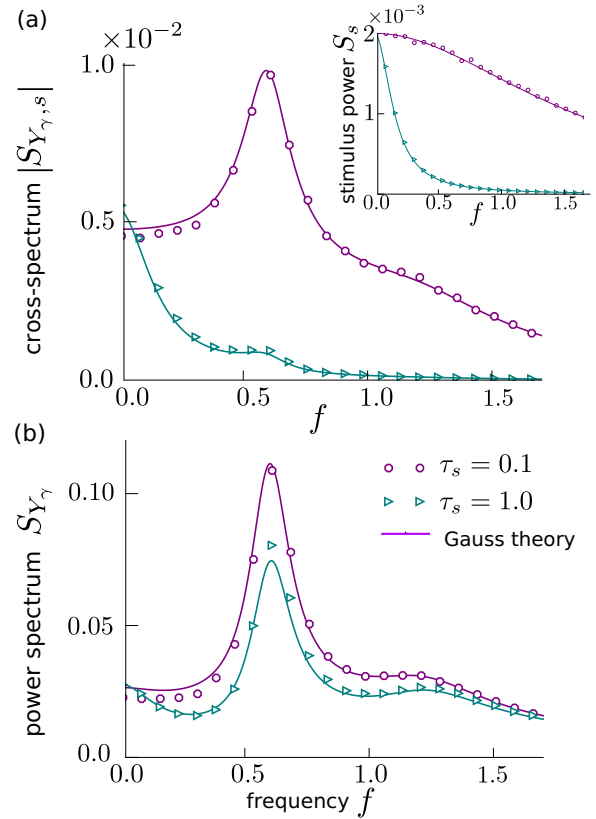 (a)
×10⁻²
1.0
0.5
0.0
cross-spectrum |S_{Y_γ,s}|
0.0 0.5 1.0 1.5
f
×10⁻³
2
1
0
stimulus power S_s
0.0 0.5 1.0 1.5
f
(b)
0.10
0.05
0.0
power spectrum S_{Y_γ}
τ_s = 0.1
τ_s = 1.0
Gauss theory
0.0 0.5 1.0 1.5
frequency f